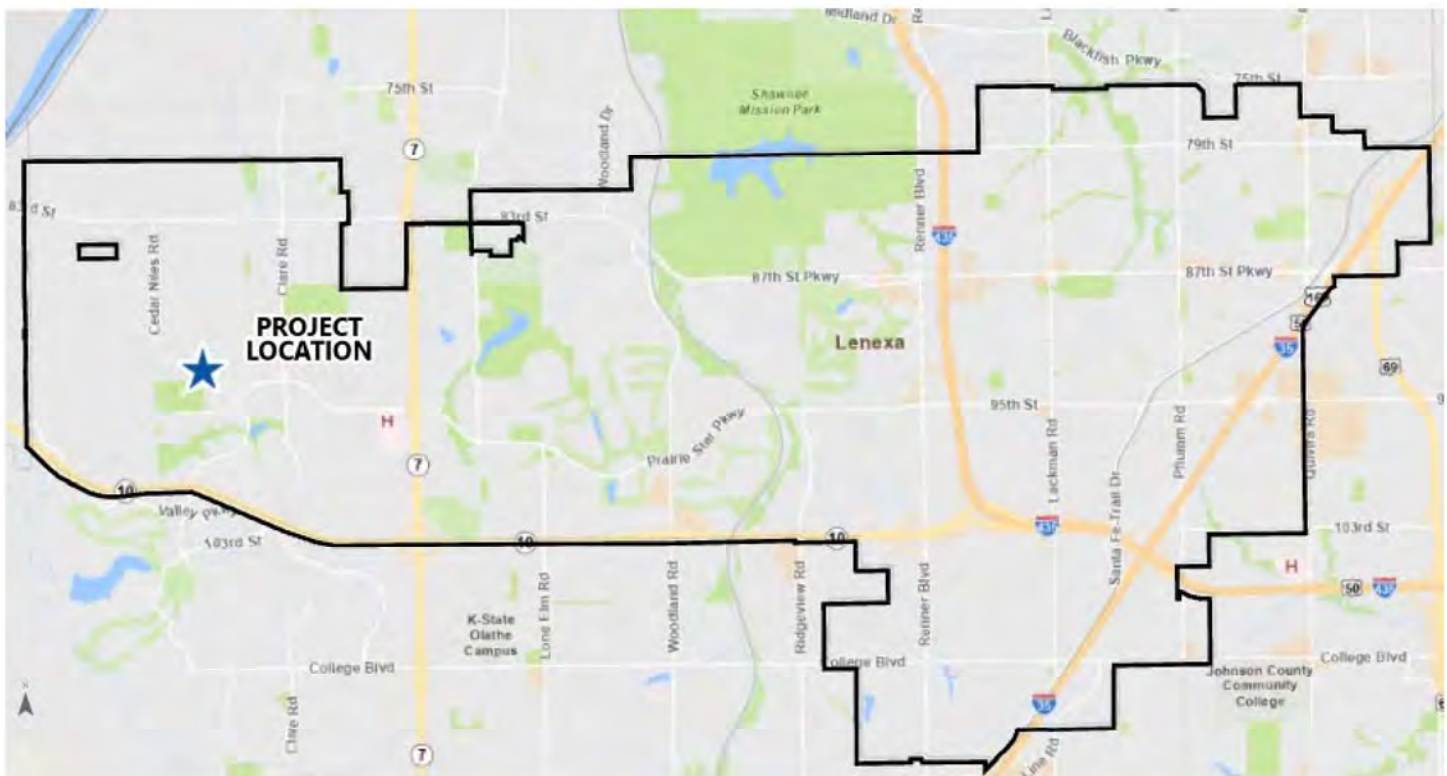 Midland Dr
Blackfish Pkwy
75th St
75th St
Shawnee
Mission Park
Woodland Dr
7
79th St
83rd St
83rd St
Renner Blvd
435
87th St Pkwy
87th St Pkwy
Cedar Niles Rd
Clare Rd
PROJECT
LOCATION
Lenexa
35
69
H
95th St
Prairie Star Pkwy
7
Lackman Rd
Pflumm Rd
Quivira Rd
Santa Fe Trail Dr
10
Valley Pkwy
103rd St
10
10
435
103rd St
H
50
435
K-State
Olathe
Campus
Lone Elm Rd
Woodland Rd
Ridgeview Rd
Renner Blvd
College Blvd
College Blvd
College Blvd
Johnson County
Community
College
Clare Rd
35
7